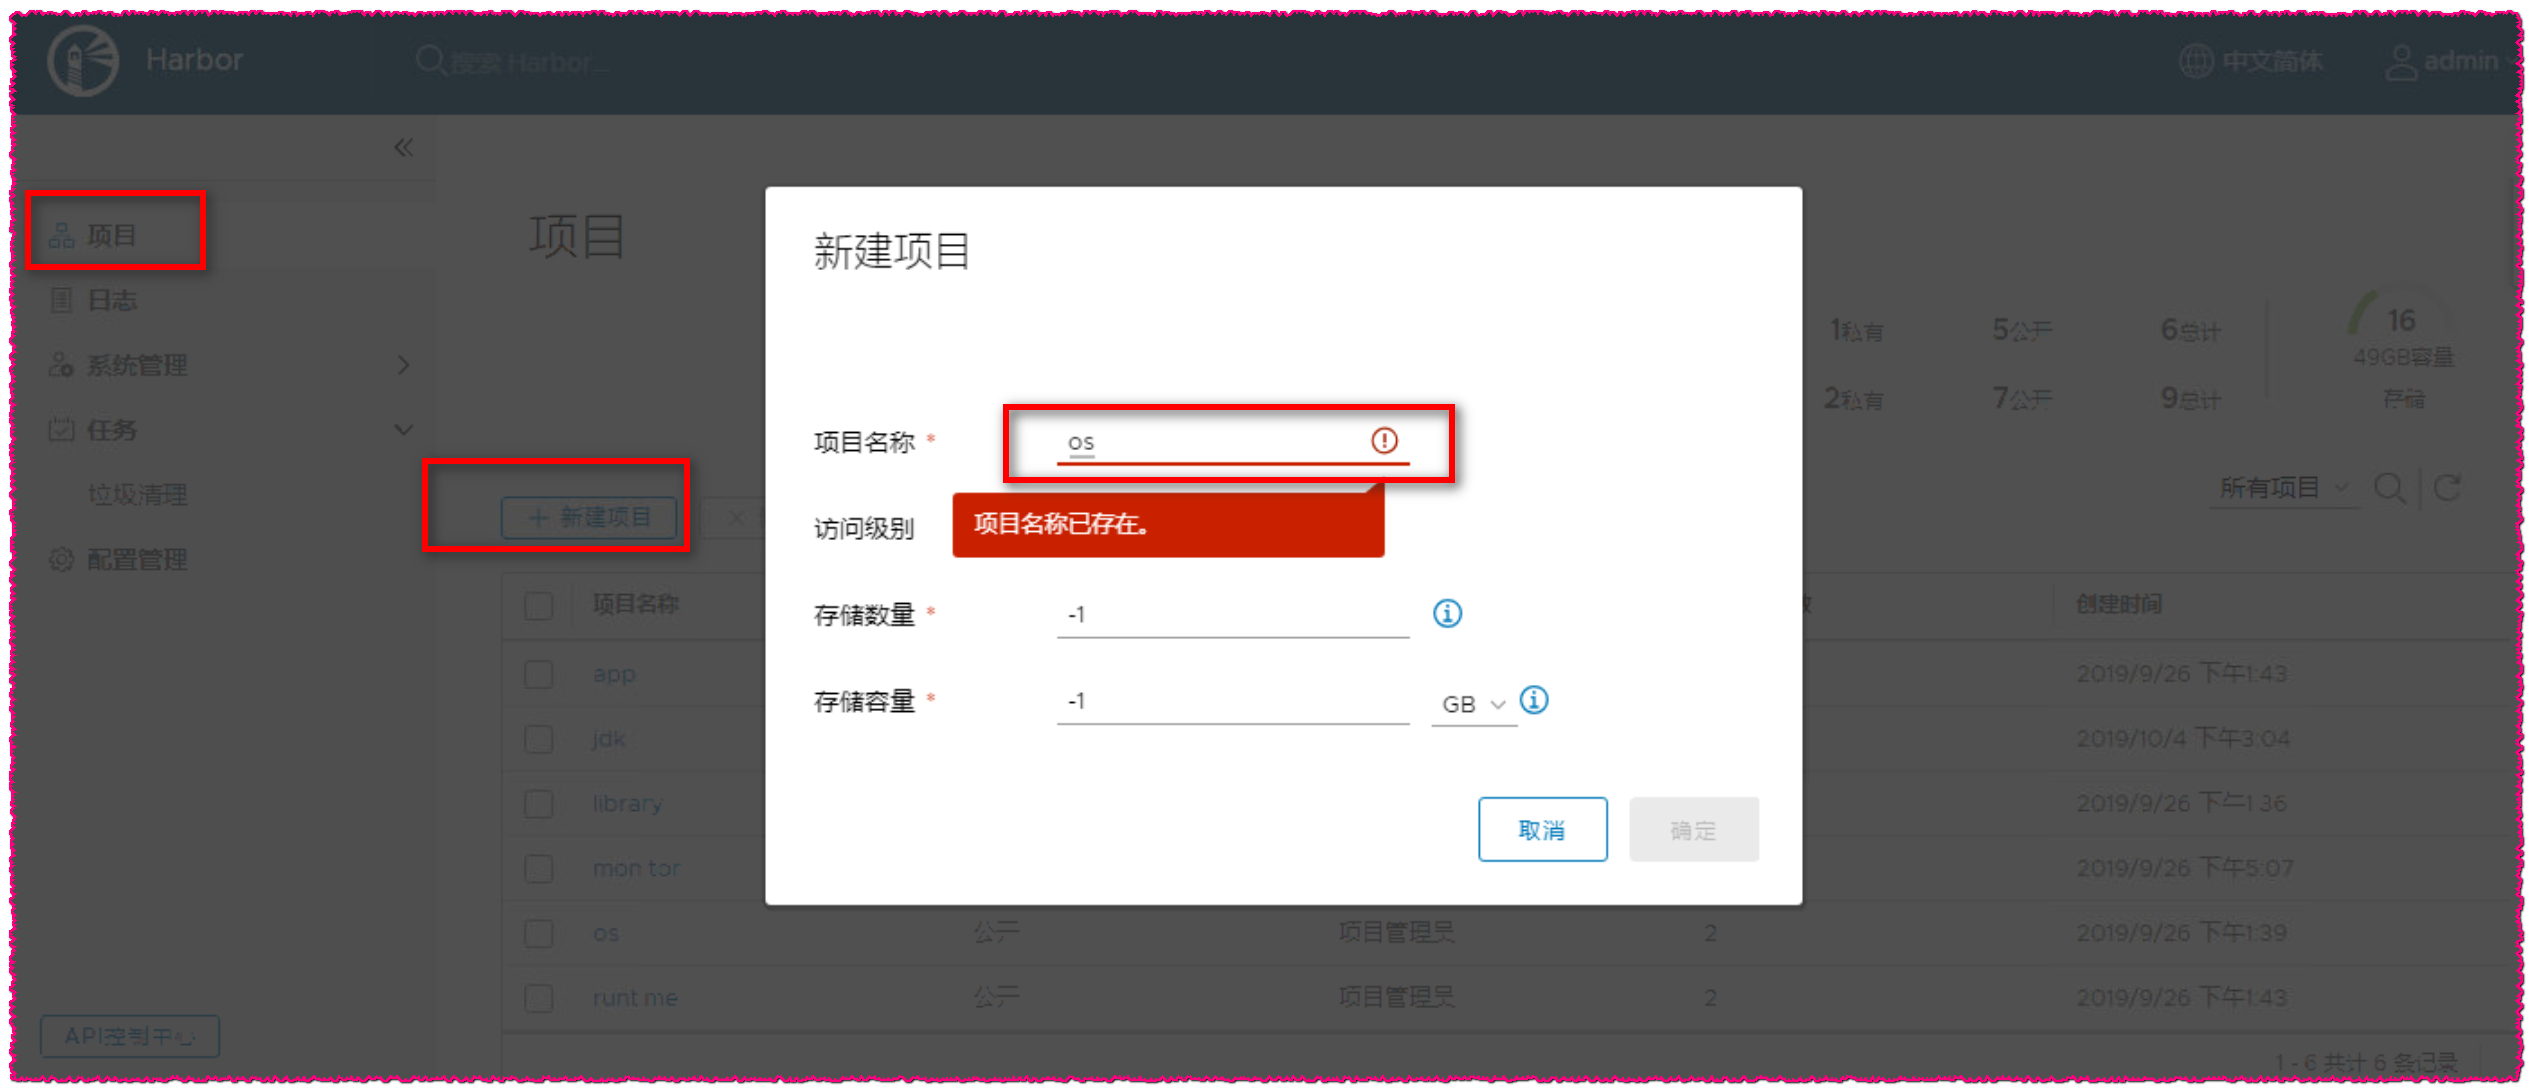 Harbor
搜索 Harbor...
中文简体
admin
项目
日志
系统管理
任务
垃圾清理
配置管理
API控制中心
项目
1私有 5公开 6总计
2私有 7公开 9总计
16
49GB容量
存储
+ 新建项目
所有项目
项目名称 创建时间
app 2019/9/26 下午1:43
jdk 2019/10/4 下午3:04
library 2019/9/26 下午1:36
monitor 2019/9/26 下午5:07
os 公开 项目管理员 2 2019/9/26 下午1:39
runtime 公开 项目管理员 2 2019/9/26 下午1:43
1 - 6 共计 6 条记录
新建项目
项目名称 * os
项目名称已存在。
访问级别
存储数量 * -1
存储容量 * -1 GB
取消 确定